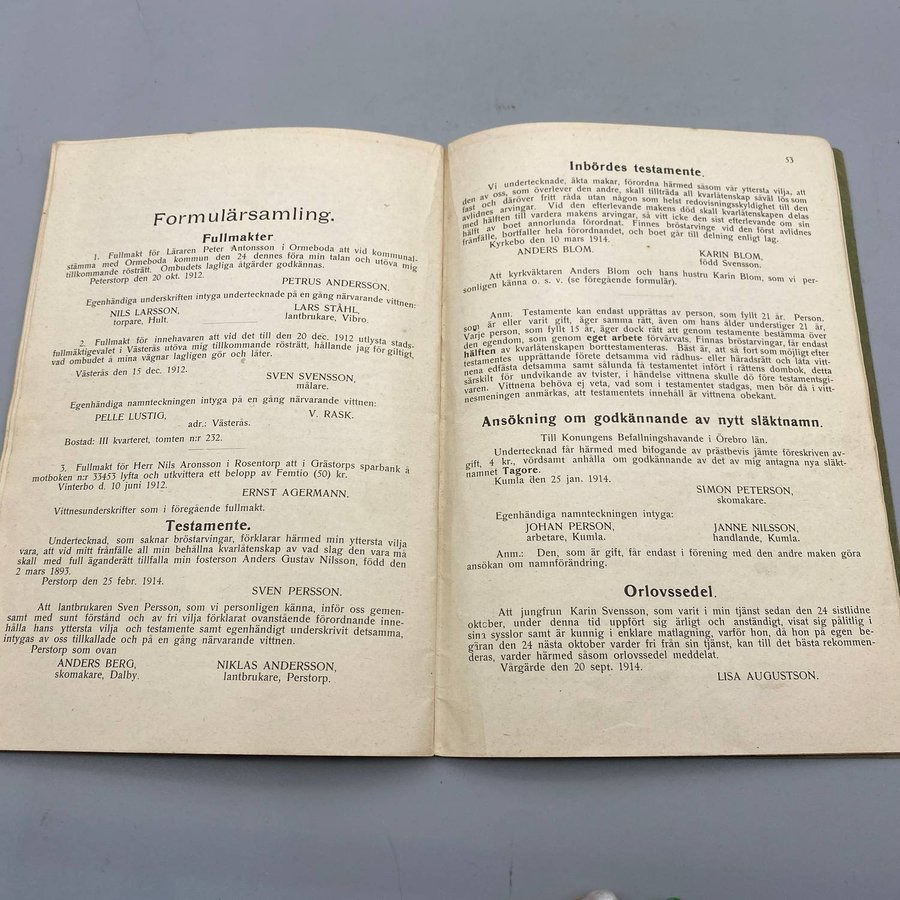 Formulärsamling.
Fullmakter
1. Fullmakt för Läraren Peter Antonsson i Ormeboda att vid kommunal-
stämma med Ormeboda kommun den 24 dennes föra min talan och utöva mig
tillkommande rösträtt. Ombudets lagliga åtgärder godkännas.
Peterstorp den 20 okt. 1912.
PETRUS ANDERSSON.
Egenhändiga underskriften intyga undertecknade på en gång närvarande vittnen:
NILS LARSSON, LARS STÅHL,
torpare, Hult. lantbrukare, Vibro.
2. Fullmakt för innehavaren att vid det till den 20 dec. 1912 utlysta stads-
fullmäktigevalet i Västerås utöva mig tillkommande rösträtt, hållande jag för giltigt,
vad ombudet å mina vägnar lagligen gör och låter.
Västerås den 15 dec. 1912.
SVEN SVENSSON,
målare.
Egenhändiga namnteckningen intyga på en gång närvarande vittnen:
PELLE LUSTIG, V. RASK.
adr.: Västerås.
Bostad: III kvarteret, tomten n:r 232.
3. Fullmakt för Herr Nils Aronsson i Rosentorp att i Grästorps sparbank å
motboken n:r 33453 lyfta och utkvittera ett belopp av Femtio (50) kr.
Vinterbo d. 10 juni 1912.
ERNST AGERMANN.
Vittnesunderskrifter som i föregående fullmakt.
Testamente.
Undertecknad, som saknar bröstarvingar, förklarar härmed min yttersta vilja
vara, att vid mitt frånfälle all min behållna kvarlåtenskap av vad slag den vara må
skall med full äganderätt tillfalla min fosterson Anders Gustav Nilsson, född den
2 mars 1893.
Perstorp den 25 febr. 1914.
SVEN PERSSON.
Att lantbrukaren Sven Persson, som vi personligen känna, inför oss gemen-
samt med sunt förstånd och av fri vilja förklarat ovanstående förordnande inne-
hålla hans yttersta vilja och testamente samt egenhändigt underskrivit detsamma,
intygas av oss tillkallade och på en gång närvarande vittnen.
Perstorp som ovan
ANDERS BERG, NIKLAS ANDERSSON,
skomakare, Dalby. lantbrukare, Perstorp.
53
Inbördes testamente.
Vi undertecknade, äkta makar, förordna härmed såsom vår yttersta vilja, att
den av oss, som överlever den andre, skall tillträda all kvarlåtenskap såväl lös som
fast och däröver fritt råda utan någon som helst redovisningsskyldighet till den
avlidnes arvingar. Vid den efterlevande makens död skall kvarlåtenskapen delas
med hälften till vardera makens arvingar, så vitt icke den sist efterlevande om sin
hälft av boet annorlunda förordnat. Finnes bröstarvinge vid den först avlidnes
frånfälle, bortfaller hela förordnandet, och boet går till delning enligt lag.
Kyrkebo den 10 mars 1914.
ANDERS BLOM. KARIN BLOM,
född Svensson.
Att kyrkväktaren Anders Blom och hans hustru Karin Blom, som vi per-
sonligen känna o. s. v. (se föregående formulär).
Anm. Testamente kan endast upprättas av person, som fyllt 21 år. Person.
som är eller varit gift, äger samma rätt, även om hans ålder understiger 21 år,
Varje person, som fyllt 15 år, äger dock rätt att genom testamente bestämma över
den egendom, som genom eget arbete förvärvats. Finnas bröstarvingar, får endast
hälften av kvarlåtenskapen borttestamenteras. Bäst är, att så fort som möjligt efter
testamentes upprättande förete detsamma vid rådhus- eller häradsrätt och låta vitt-
nena edfästa detsamma samt sålunda få testamentet infört i rättens dombok, detta
särskilt för undvikande av tvister, i händelse vittnena skulle dö före testamentsgi-
varen. Vittnena behöva ej veta, vad som i testamentet stadgas, men bör då i vitt-
nesmeningen anmärkas, att testamentets innehåll är vittnena obekant.
Ansökning om godkännande av nytt släktnamn.
Till Konungens Befallningshavande i Örebro län.
Undertecknad får härmed med bifogande av prästbevis jämte föreskriven av-
gift, 4 kr., vördsamt anhålla om godkännande av det av mig antagna nya släkt-
namnet Tagore.
Kumla den 25 jan. 1914.
SIMON PETERSON,
skomakare.
Egenhändiga namnteckningen intyga:
JOHAN PERSON, JANNE NILSSON,
arbetare, Kumla. handlande, Kumla.
Anm.: Den, som är gift, får endast i förening med den andre maken göra
ansökan om namnförändring.
Orlovssedel.
Att jungfrun Karin Svensson, som varit i min tjänst sedan den 24 sistlidne
oktober, under denna tid uppfört sig ärligt och anständigt, visat sig pålitlig i
sina sysslor samt är kunnig i enklare matlagning, varför hon, då hon på egen be-
gäran den 24 nästa oktober varder fri från sin tjänst, kan till det bästa rekommen-
deras, varder härmed såsom orlovssedel meddelat.
Vårgärde den 20 sept. 1914.
LISA AUGUSTSON.